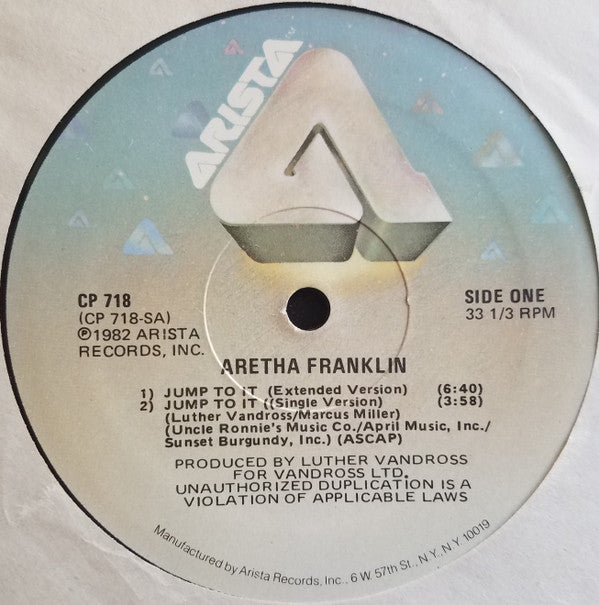 ARISTA™
CP 718
(CP 718-SA)
℗1982 ARISTA
RECORDS, INC.
SIDE ONE
33 1/3 RPM
ARETHA FRANKLIN
1) JUMP TO IT (Extended Version) (6:40)
2) JUMP TO IT ((Single Version) (3:58)
(Luther Vandross/Marcus Miller)
(Uncle Ronnie's Music Co./April Music, Inc./
Sunset Burgundy, Inc.) (ASCAP)
PRODUCED BY LUTHER VANDROSS
FOR VANDROSS LTD.
UNAUTHORIZED DUPLICATION IS A
VIOLATION OF APPLICABLE LAWS
Manufactured by Arista Records, Inc., 6 W. 57th St., N.Y., N.Y. 10019